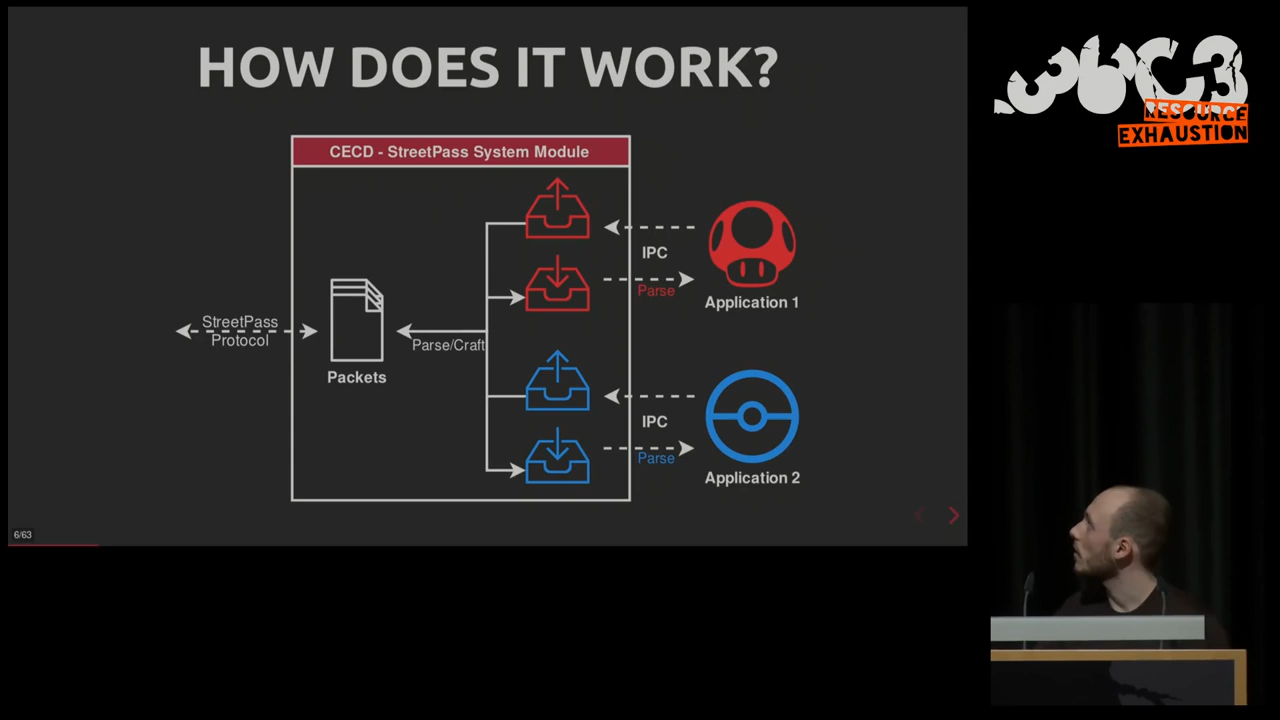 HOW DOES IT WORK?
36C3
RESOURCE
EXHAUSTION
CECD - StreetPass System Module
IPC
Parse
Application 1
StreetPass
Protocol
Parse/Craft
Packets
IPC
Parse
Application 2
6/63